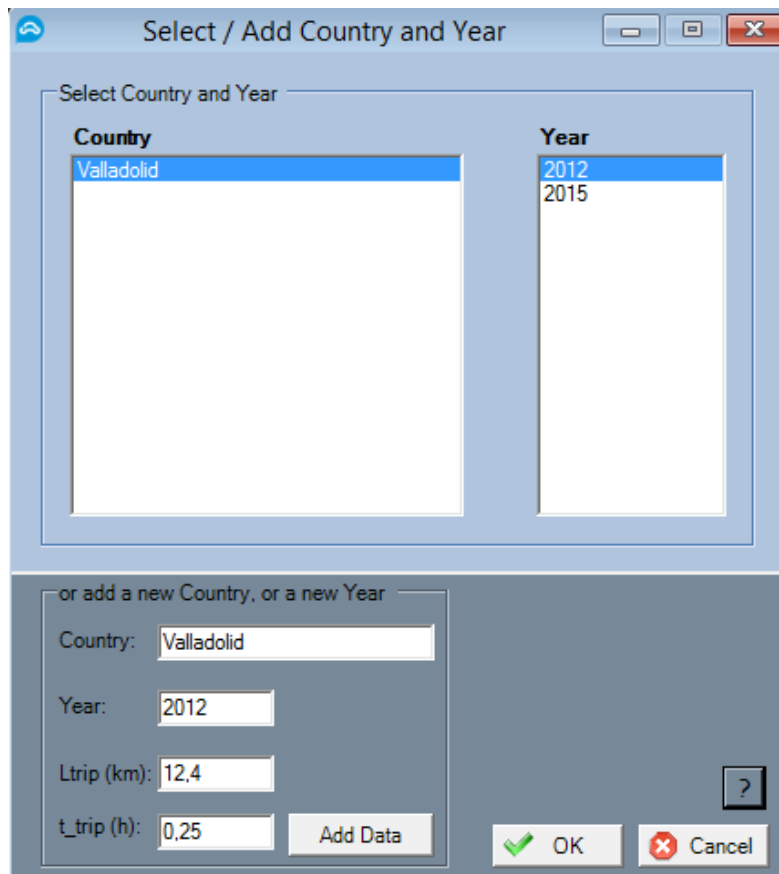 Select / Add Country and Year
Select Country and Year
Country
Year
Valladolid
2012
2015
or add a new Country, or a new Year
Country: Valladolid
Year: 2012
Ltrip (km): 12,4
t_trip (h): 0,25
Add Data
?
OK
Cancel